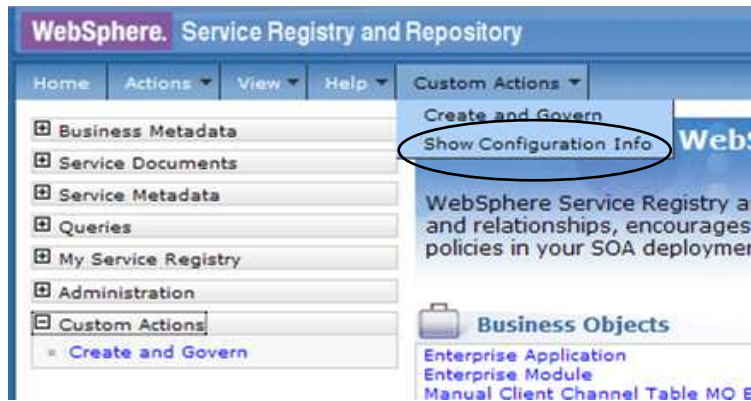 WebSphere. Service Registry and Repository
Home Actions View Help Custom Actions
Create and Govern
Show Configuration Info
Business Metadata
Service Documents
Service Metadata
Queries
My Service Registry
Administration
Custom Actions
Create and Govern
WebS
WebSphere Service Registry a
and relationships, encourages
policies in your SOA deploymen
Business Objects
Enterprise Application
Enterprise Module
Manual Client Channel Table MQ E